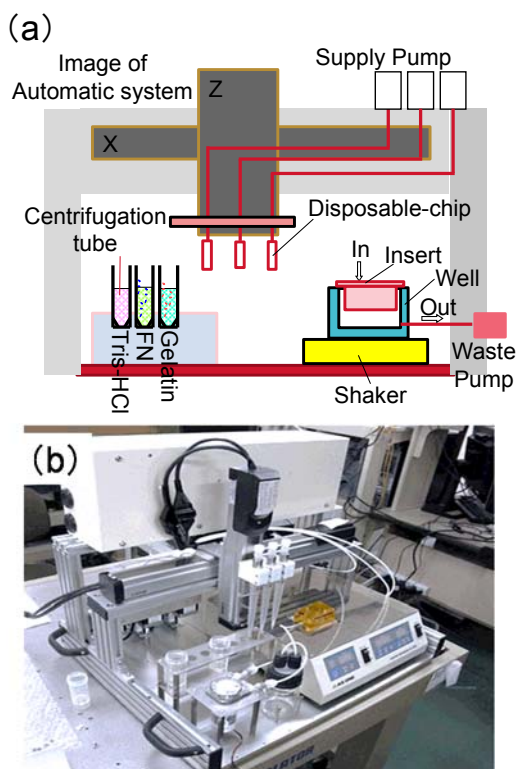 (a)
Image of
Automatic system
Supply Pump
Z
X
Centrifugation
tube
Disposable-chip
In
Insert
Well
Out
Tris-HCl
FN
Gelatin
Waste
Pump
Shaker
(b)